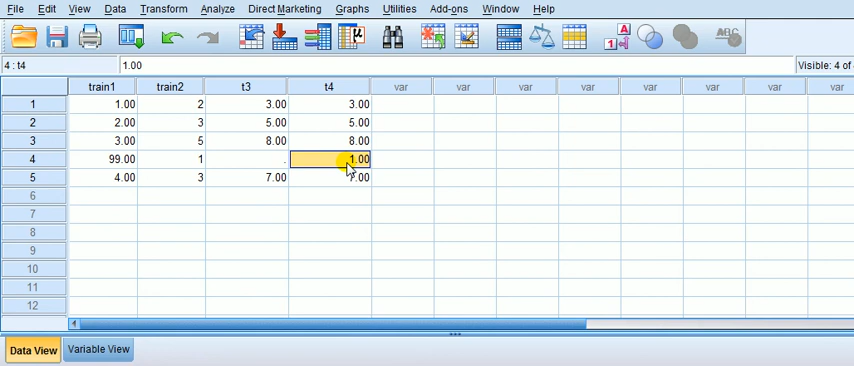 File Edit View Data Transform Analyze Direct Marketing Graphs Utilities Add-ons Window Help
A
1
μ
ABC
4 : t4 1.00 Visible: 4 of
train1 train2 t3 t4 var var var var var var var var
1 1.00 2 3.00 3.00
2 2.00 3 5.00 5.00
3 3.00 5 8.00 8.00
4 99.00 1 . 1.00
5 4.00 3 7.00 7.00
6
7
8
9
10
11
12
Data View Variable View